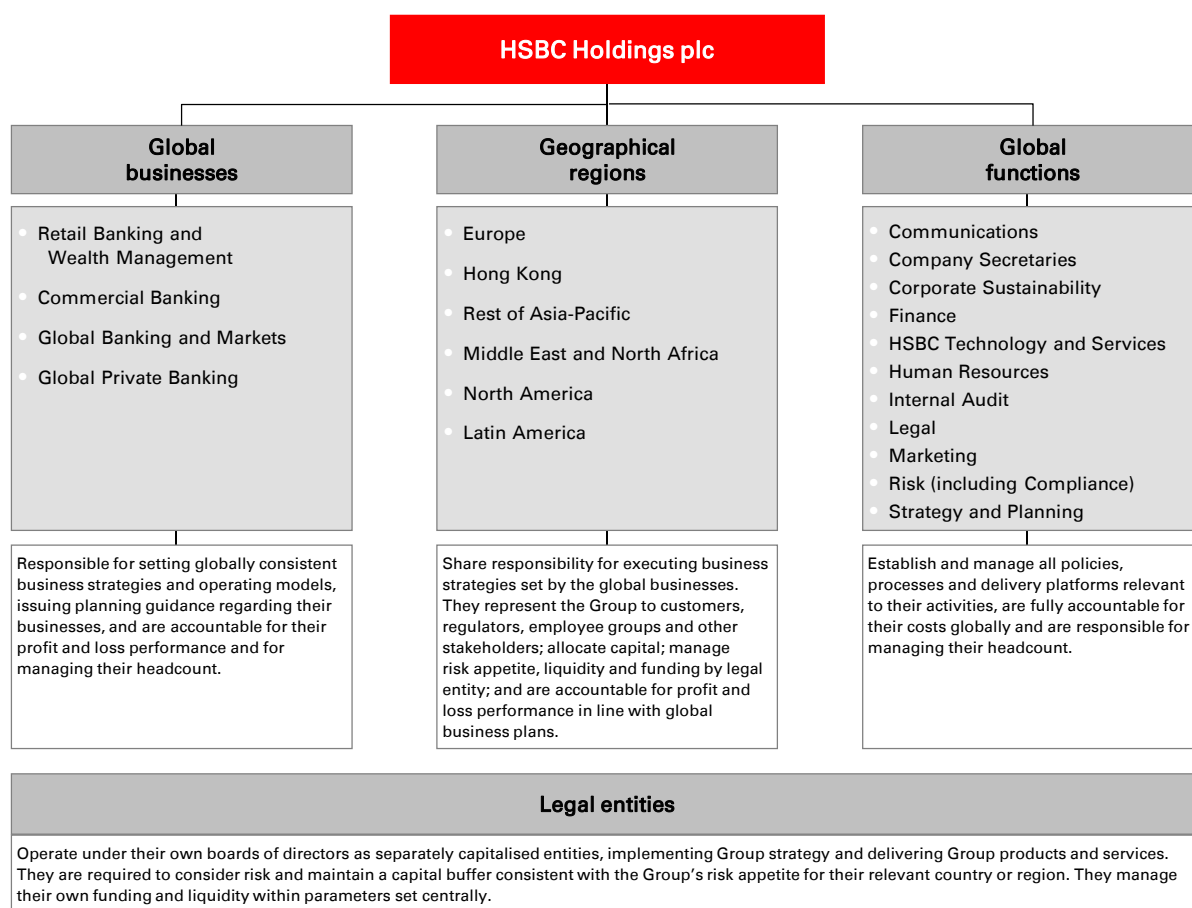 HSBC Holdings plc
Global
businesses
Retail Banking and
Wealth Management
Commercial Banking
Global Banking and Markets
Global Private Banking
Responsible for setting globally consistent
business strategies and operating models,
issuing planning guidance regarding their
businesses, and are accountable for their
profit and loss performance and for
managing their headcount.
Geographical
regions
Europe
Hong Kong
Rest of Asia-Pacific
Middle East and North Africa
North America
Latin America
Share responsibility for executing business
strategies set by the global businesses.
They represent the Group to customers,
regulators, employee groups and other
stakeholders; allocate capital; manage
risk appetite, liquidity and funding by legal
entity; and are accountable for profit and
loss performance in line with global
business plans.
Global
functions
Communications
Company Secretaries
Corporate Sustainability
Finance
HSBC Technology and Services
Human Resources
Internal Audit
Legal
Marketing
Risk (including Compliance)
Strategy and Planning
Establish and manage all policies,
processes and delivery platforms relevant
to their activities, are fully accountable for
their costs globally and are responsible for
managing their headcount.
Legal entities
Operate under their own boards of directors as separately capitalised entities, implementing Group strategy and delivering Group products and services.
They are required to consider risk and maintain a capital buffer consistent with the Group's risk appetite for their relevant country or region. They manage
their own funding and liquidity within parameters set centrally.